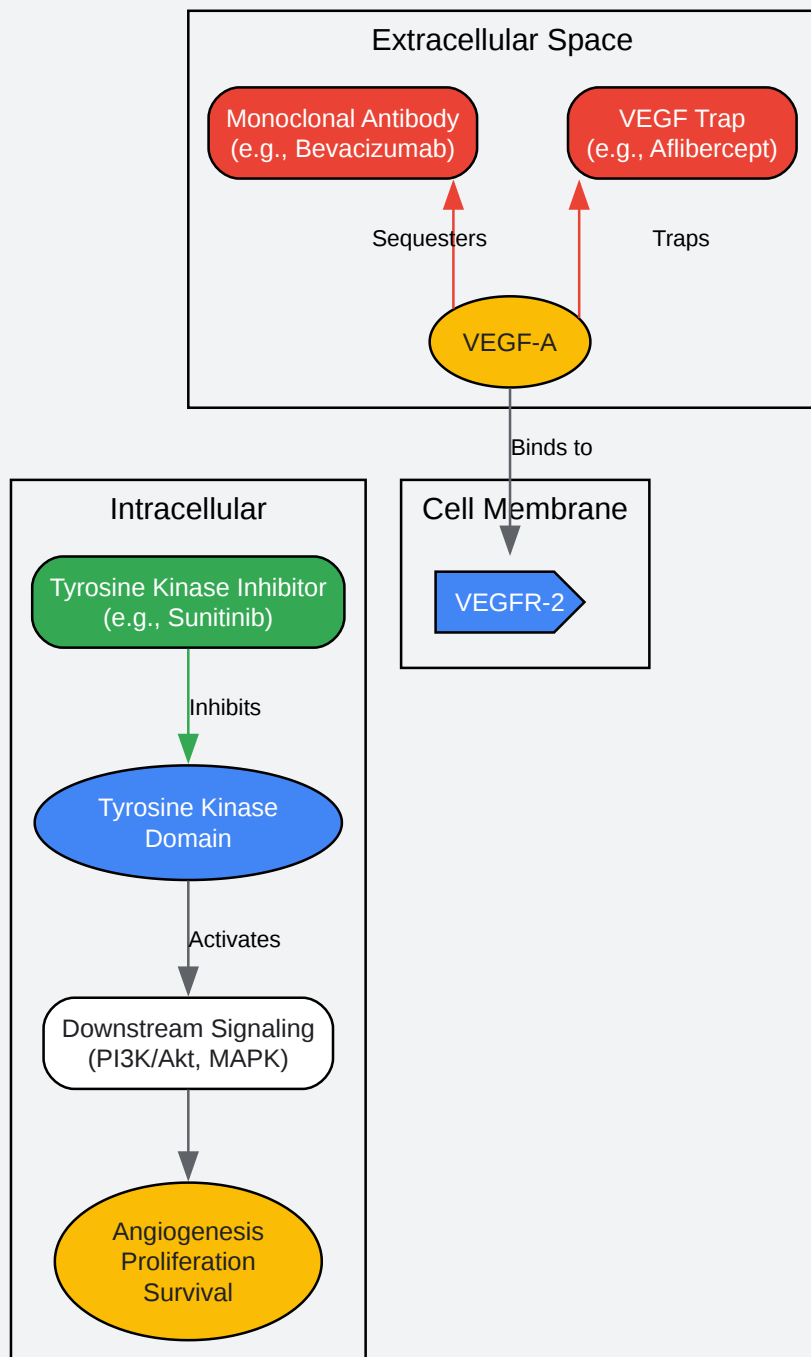 Extracellular Space
Monoclonal Antibody
(e.g., Bevacizumab)
VEGF Trap
(e.g., Aflibercept)
Sequesters
Traps
VEGF-A
Binds to
Intracellular
Cell Membrane
Tyrosine Kinase Inhibitor
(e.g., Sunitinib)
VEGFR-2
Inhibits
Tyrosine Kinase
Domain
Activates
Downstream Signaling
(PI3K/Akt, MAPK)
Angiogenesis
Proliferation
Survival